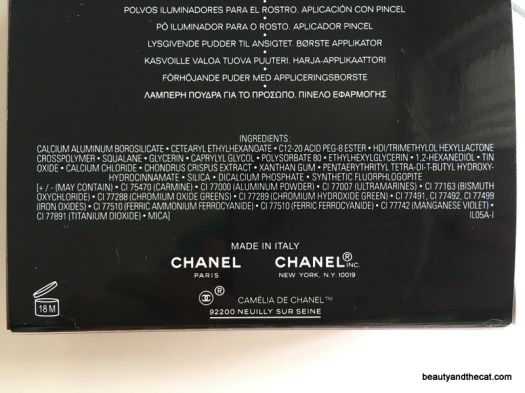 POLVOS ILUMINADORES PARA EL ROSTRO. APLICACIÓN CON PINCEL
PÓ ILUMINADOR PARA O ROSTO. APLICADOR PINCEL
LYSGIVENDE PUDDER TIL ANSIGTET. BØRSTE APPLIKATOR
KASVOILLE VALOA TUOVA PUUTERI. HARJA-APPLIKAATTORI
FÖRHÖJANDE PUDER MED APPLICERINGSBORSTE
ΛΑΜΠΕΡΗ ΠΟΥΔΡΑ ΓΙΑ ΤΟ ΠΡΟΣΩΠΟ. ΠΙΝΕΛΟ ΕΦΑΡΜΟΓΗΣ
INGREDIENTS:
CALCIUM ALUMINUM BOROSILICATE • CETEARYL ETHYLHEXANOATE • C12-20 ACID PEG-8 ESTER • HDI/TRIMETHYLOL HEXYLLACTONE
CROSSPOLYMER • SQUALANE • GLYCERIN • CAPRYLYL GLYCOL • POLYSORBATE 80 • ETHYLHEXYLGLYCERIN • 1,2-HEXANEDIOL • TIN
OXIDE • CALCIUM CHLORIDE • CHONDRUS CRISPUS EXTRACT • XANTHAN GUM • PENTAERYTHRITYL TETRA-DI-T-BUTYL HYDROXY-
HYDROCINNAMATE • SILICA • DICALCIUM PHOSPHATE • SYNTHETIC FLUORPHLOGOPITE
[+ / - (MAY CONTAIN) • CI 75470 (CARMINE) • CI 77000 (ALUMINUM POWDER) • CI 77007 (ULTRAMARINES) • CI 77163 (BISMUTH
OXYCHLORIDE) • CI 77288 (CHROMIUM OXIDE GREENS) • CI 77289 (CHROMIUM HYDROXIDE GREEN) • CI 77491, CI 77492, CI 77499
(IRON OXIDES) • CI 77510 (FERRIC AMMONIUM FERROCYANIDE) • CI 77510 (FERRIC FERROCYANIDE) • CI 77742 (MANGANESE VIOLET) •
CI 77891 (TITANIUM DIOXIDE) • MICA] IL05A-I
MADE IN ITALY
CHANEL CHANEL® INC.
PARIS NEW YORK, N.Y. 10019
® CAMÉLIA DE CHANEL™
92200 NEUILLY SUR SEINE
18 M
beautyandthecat.com